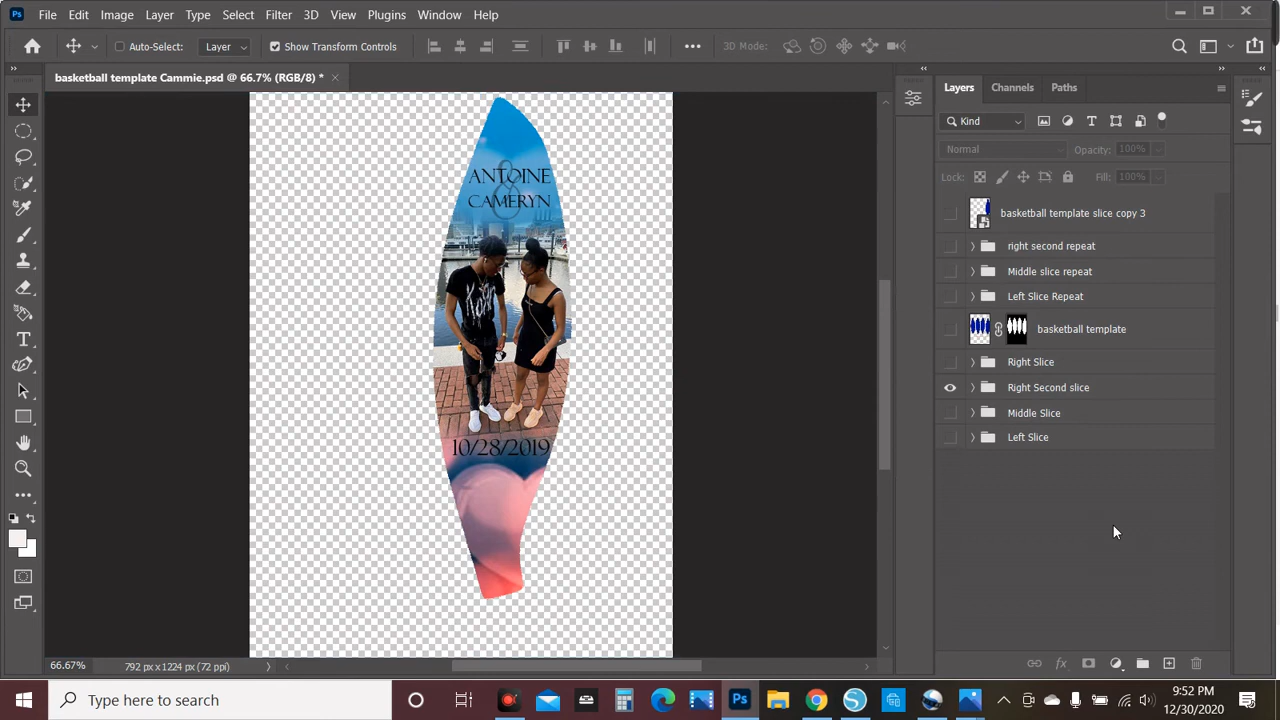 Ps File Edit Image Layer Type Select Filter 3D View Plugins Window Help
Auto-Select: Layer Show Transform Controls 3D Mode:
basketball template Cammie.psd @ 66.7% (RGB/8) *
Layers Channels Paths
Kind
Normal Opacity: 100%
Lock: Fill: 100%
basketball template slice copy 3
right second repeat
Middle slice repeat
Left Slice Repeat
basketball template
Right Slice
Right Second slice
Middle Slice
Left Slice
ANTOINE
&
CAMERYN
10/28/2019
66.67% 792 px x 1224 px (72 ppi)
Type here to search
Ps
9:52 PM
12/30/2020